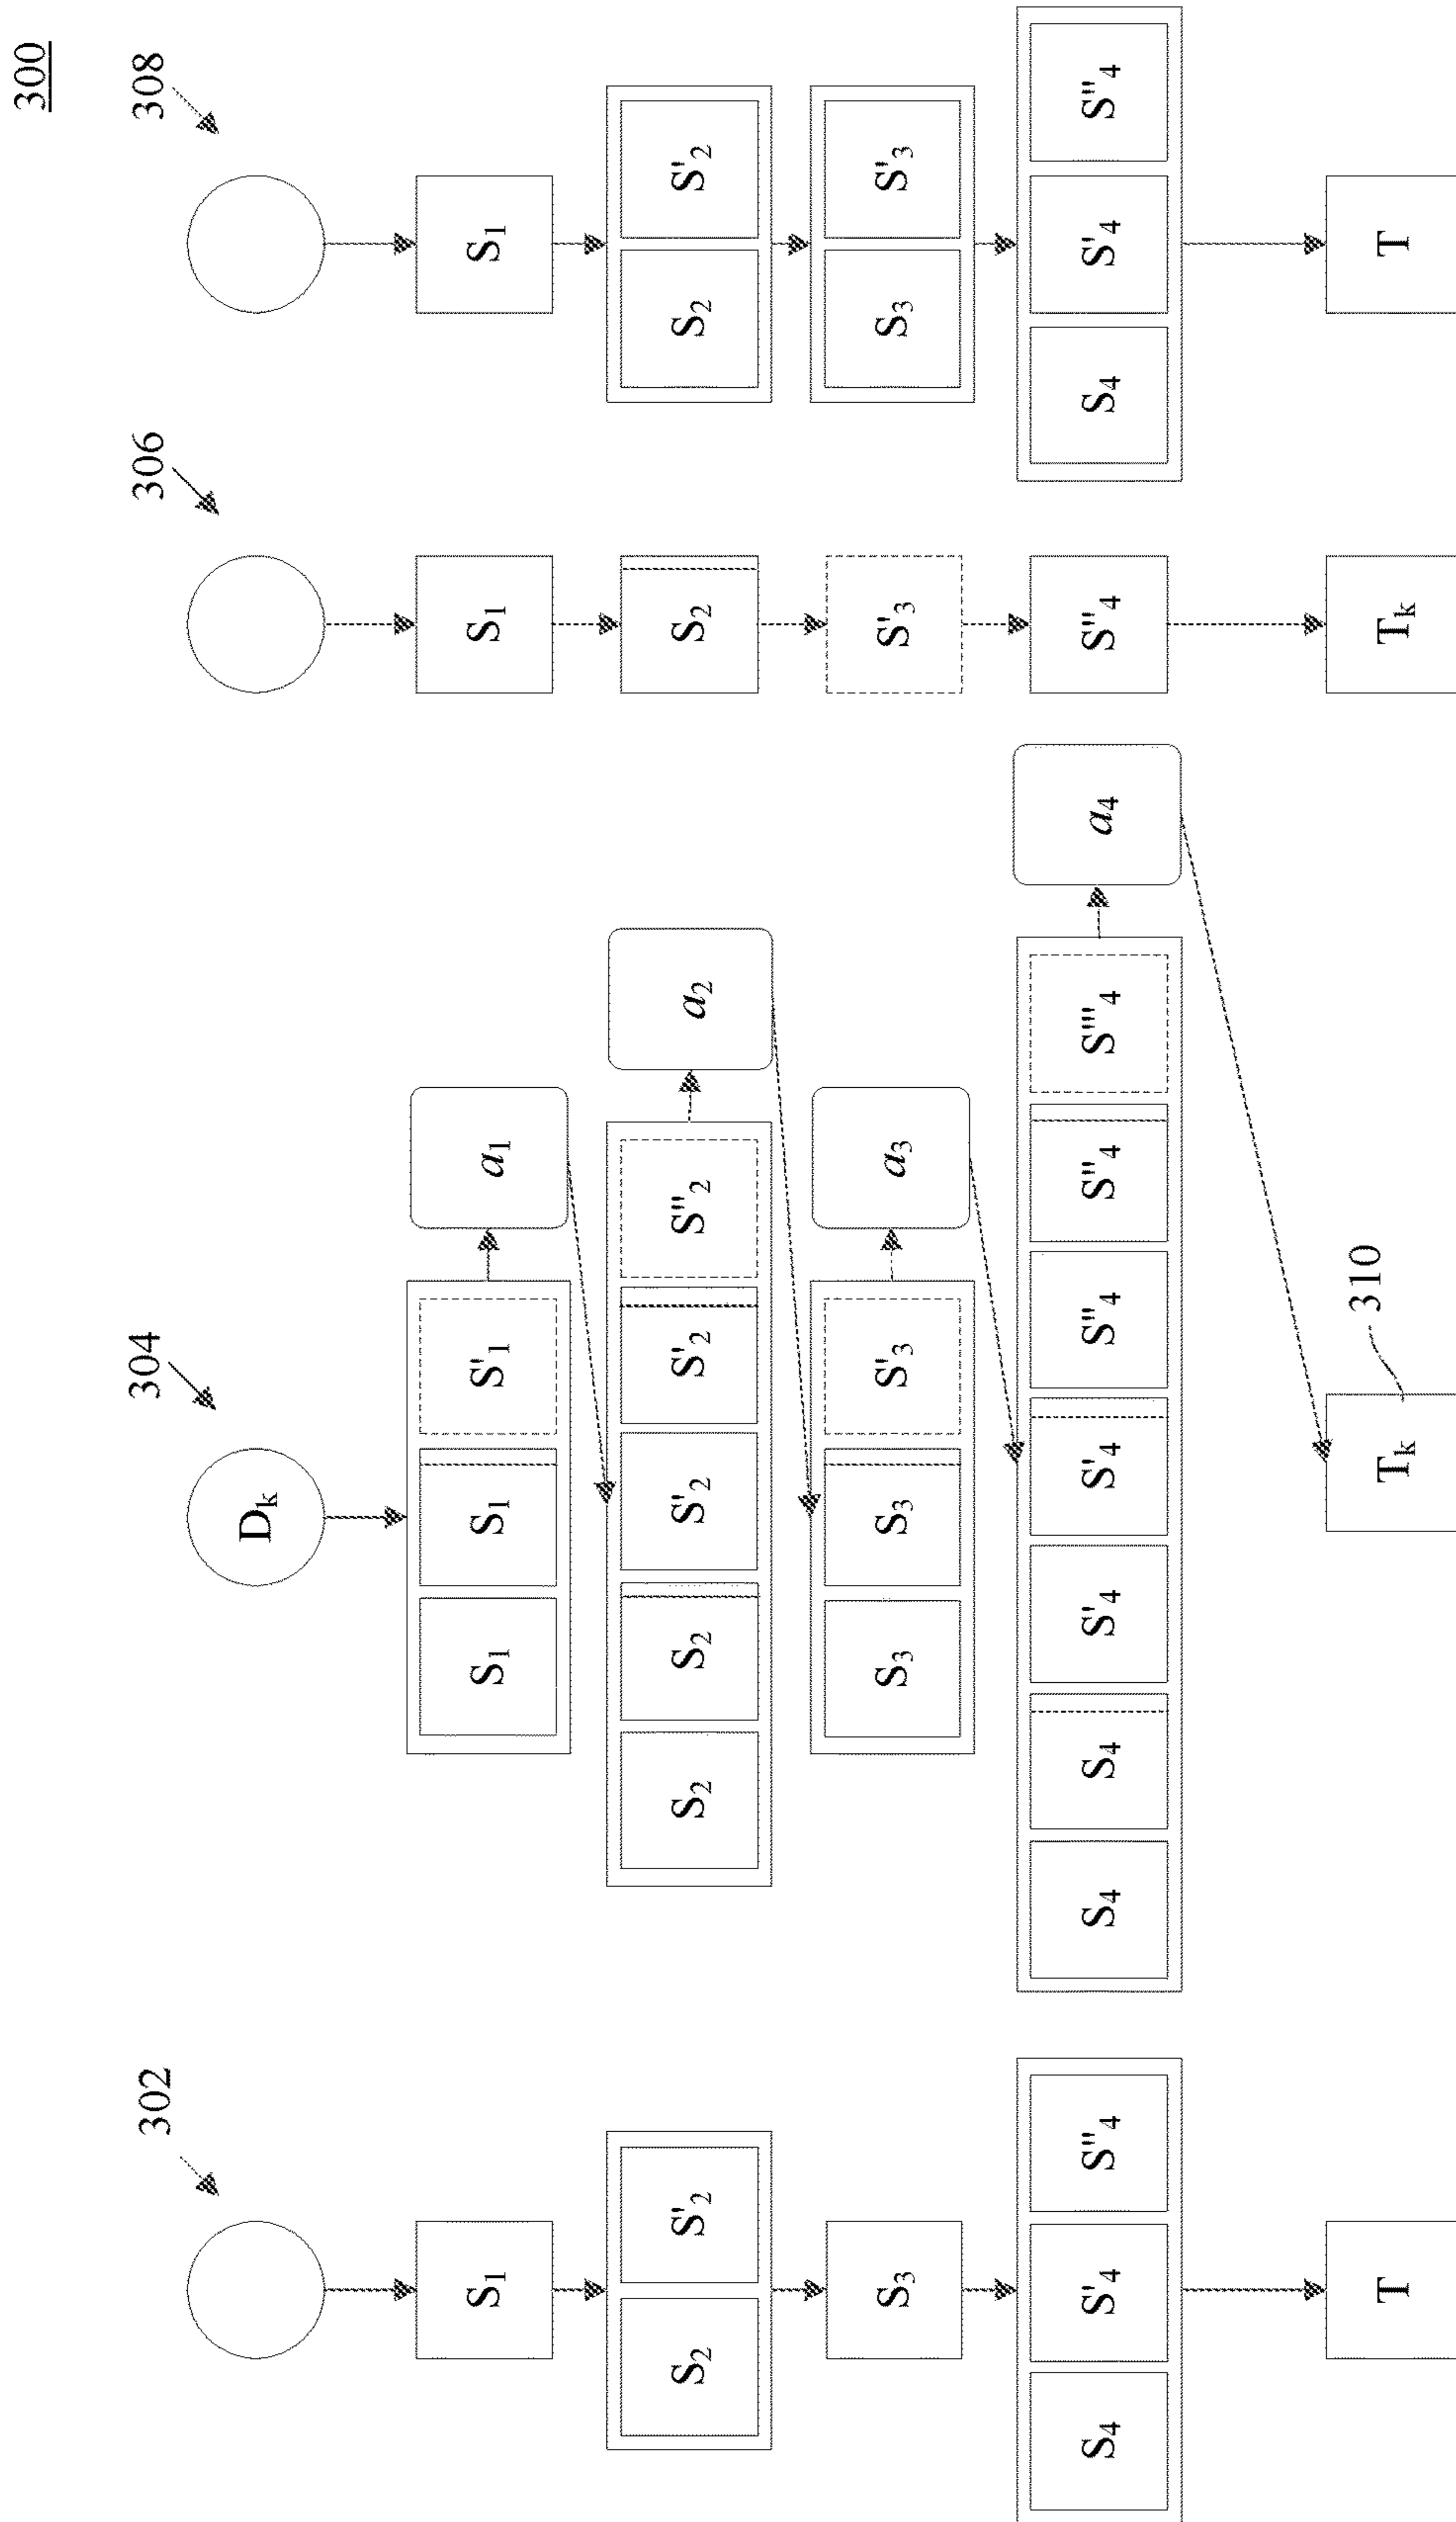 300
302 304 306 308
Dₖ
S₁ S₁ S₁ S'₁ a₁ S₁ S₁
S₂ S'₂ S₂ S₂ S'₂ S'₂ S''₂ a₂ S₂ S₂ S'₂
S₃ S₃ S₃ S'₃ a₃ S'₃ S₃ S'₃
S₄ S'₄ S''₄ S₄ S₄ S'₄ S'₄ S''₄ S''₄ S'''₄ a₄ S''₄ S₄ S'₄ S''₄
T Tₖ 310 Tₖ T